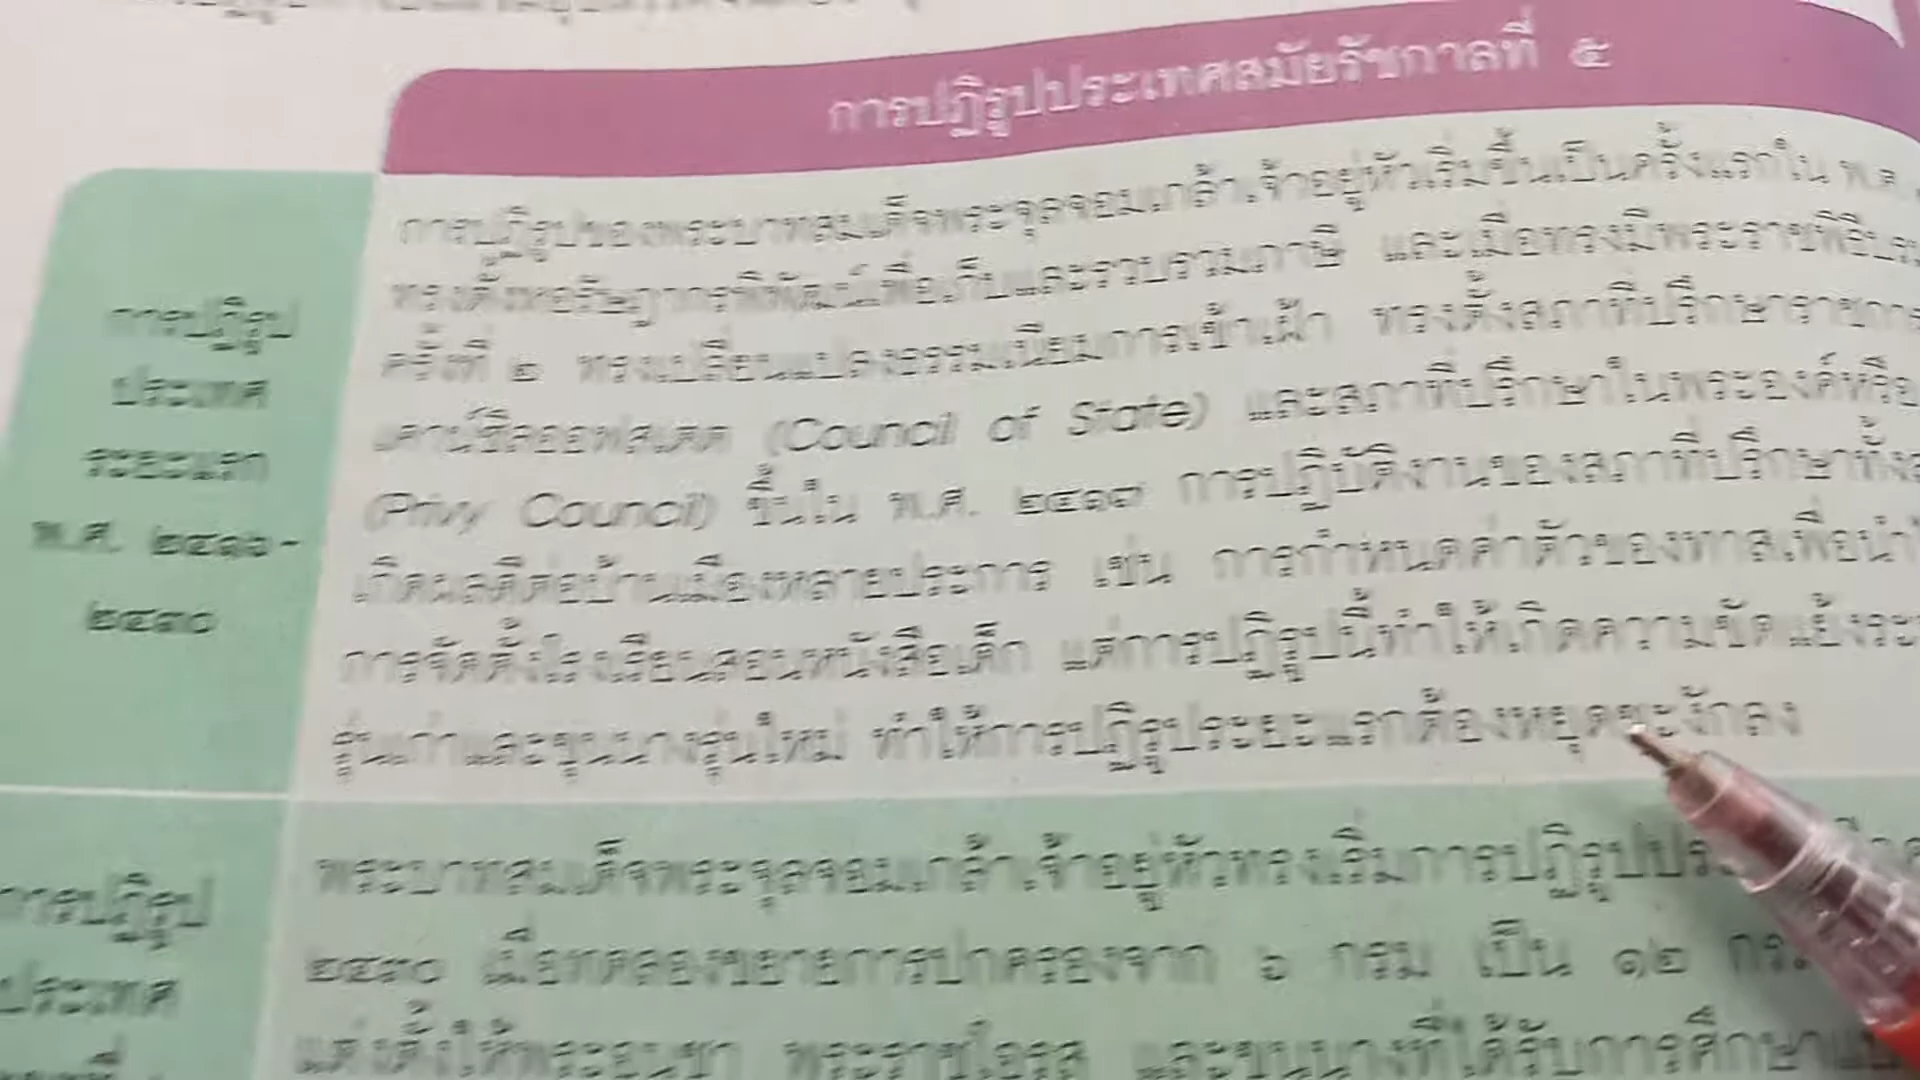 การปฏิรูปประเทศสมัยรัชกาลที่ ๕
การปฏิรูป
ประเทศ
ระยะแรก
พ.ศ. ๒๔๑๖-
๒๔๓๐
การปฏิรูปของพระบาทสมเด็จพระจุลจอมเกล้าเจ้าอยู่หัวเริ่มขึ้นเป็นครั้งแรกใน พ.ศ.
ทรงตั้งหอรัษฎากรพิพัฒน์เพื่อเก็บและรวบรวมภาษี และเมื่อทรงมีพระราชพิธีบรม
ครั้งที่ ๒ ทรงเปลี่ยนแปลงธรรมเนียมการเข้าเฝ้า ทรงตั้งสภาที่ปรึกษาราชการ
เคาน์ซิลออฟสเตต (Council of State) และสภาที่ปรึกษาในพระองค์หรือ
(Privy Council) ขึ้นใน พ.ศ. ๒๔๑๗ การปฏิบัติงานของสภาที่ปรึกษาทั้งส
เกิดผลดีต่อบ้านเมืองหลายประการ เช่น การกำหนดค่าตัวของทาสเพื่อนำ
การจัดตั้งโรงเรียนสอนหนังสือเด็ก แต่การปฏิรูปนี้ทำให้เกิดความขัดแย้งระ
รุ่นเก่าและขุนนางรุ่นใหม่ ทำให้การปฏิรูประยะแรกต้องหยุดชะงักลง
การปฏิรูป
ประเทศ
พระบาทสมเด็จพระจุลจอมเกล้าเจ้าอยู่หัวทรงเริ่มการปฏิรูปประ
๒๔๓๐ เมื่อทดลองขยายการปกครองจาก ๖ กรม เป็น ๑๒ กรม
แต่งตั้งให้พระอนุชา พระราชโอรส และขุนนางที่ได้รับการศึกษาแบ